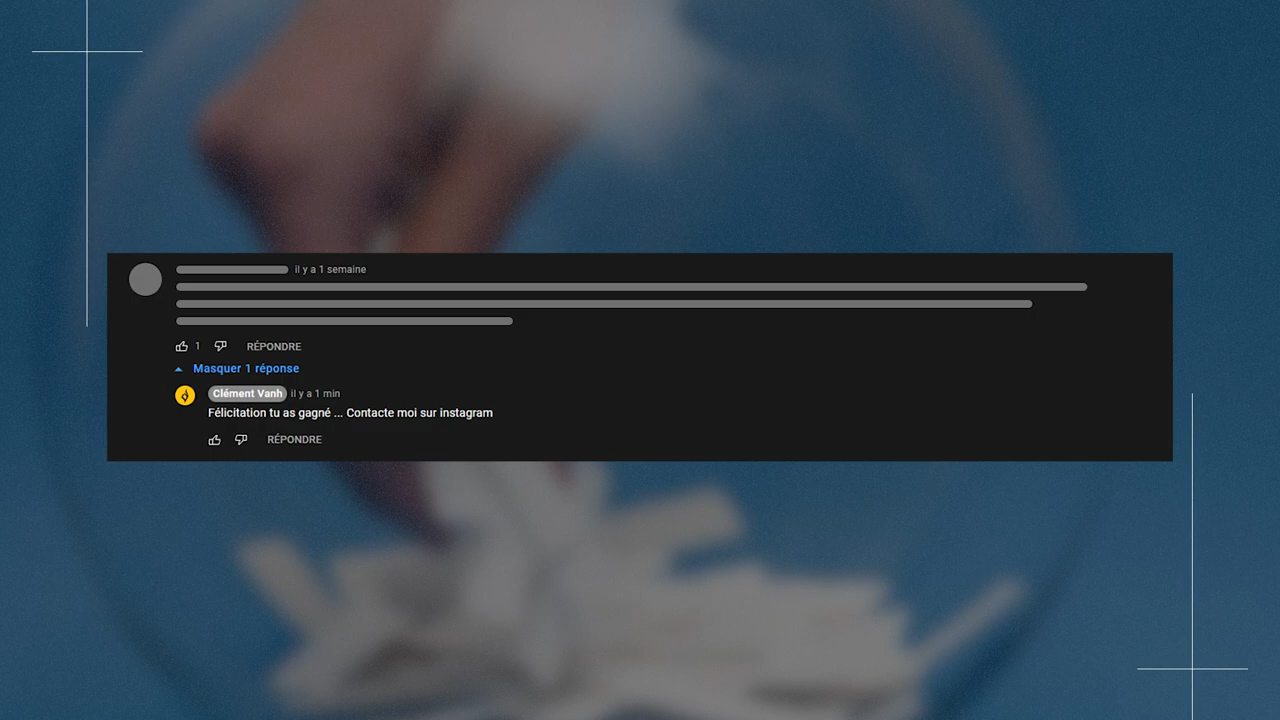 il y a 1 semaine
1 RÉPONDRE
Masquer 1 réponse
Clément Vanh il y a 1 min
Félicitation tu as gagné ... Contacte moi sur instagram
RÉPONDRE